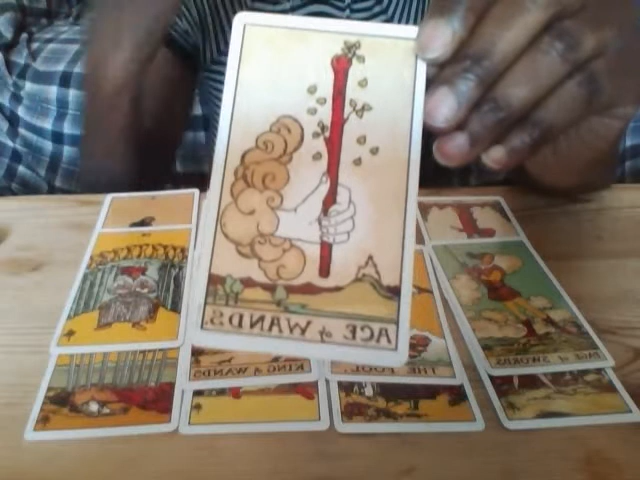 ACE of WANDS.
KING of WANDS
THE FOOL.
PAGE of SWORDS.